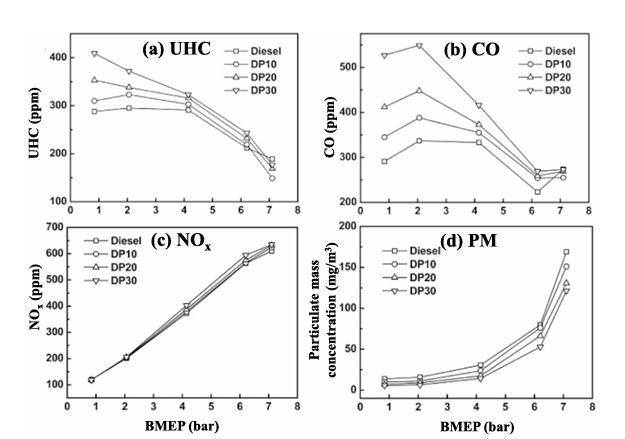 (a) UHC
Diesel
DP10
DP20
DP30
UHC (ppm)
400
300
200
100
0 1 2 3 4 5 6 7 8
(b) CO
Diesel
DP10
DP20
DP30
CO (ppm)
500
400
300
200
0 1 2 3 4 5 6 7 8
(c) NOx
Diesel
DP10
DP20
DP30
NOx (ppm)
700
600
500
400
300
200
100
0 1 2 3 4 5 6 7 8
BMEP (bar)
(d) PM
Diesel
DP10
DP20
DP30
Particulate mass
concentration (mg/m³)
200
150
100
50
0
0 1 2 3 4 5 6 7 8
BMEP (bar)